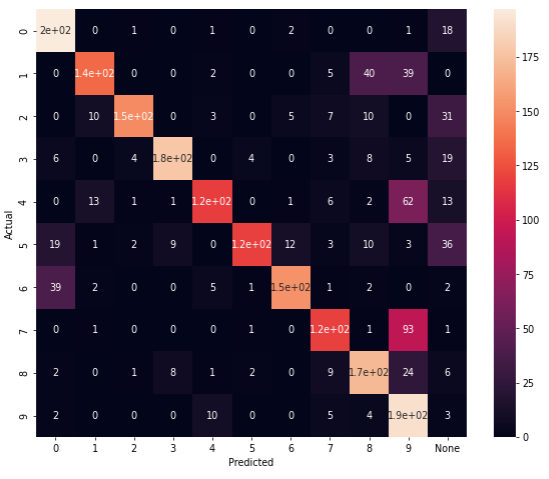 0 2e+02 0 1 0 1 0 2 0 0 1 18
1 0 1.4e+02 0 0 2 0 0 5 40 39 0
2 0 10 1.5e+02 0 3 0 5 7 10 0 31
3 6 0 4 1.8e+02 0 4 0 3 8 5 19
4 0 13 1 1 1.2e+02 0 1 6 2 62 13
5 19 1 2 9 0 1.2e+02 12 3 10 3 36
6 39 2 0 0 5 1 1.5e+02 1 2 0 2
7 0 1 0 0 0 1 0 1.2e+02 1 93 1
8 2 0 1 8 1 2 0 9 1.7e+02 24 6
9 2 0 0 0 10 0 0 5 4 1.9e+02 3
0 1 2 3 4 5 6 7 8 9 None
Predicted
Actual
175
150
125
100
75
50
25
0